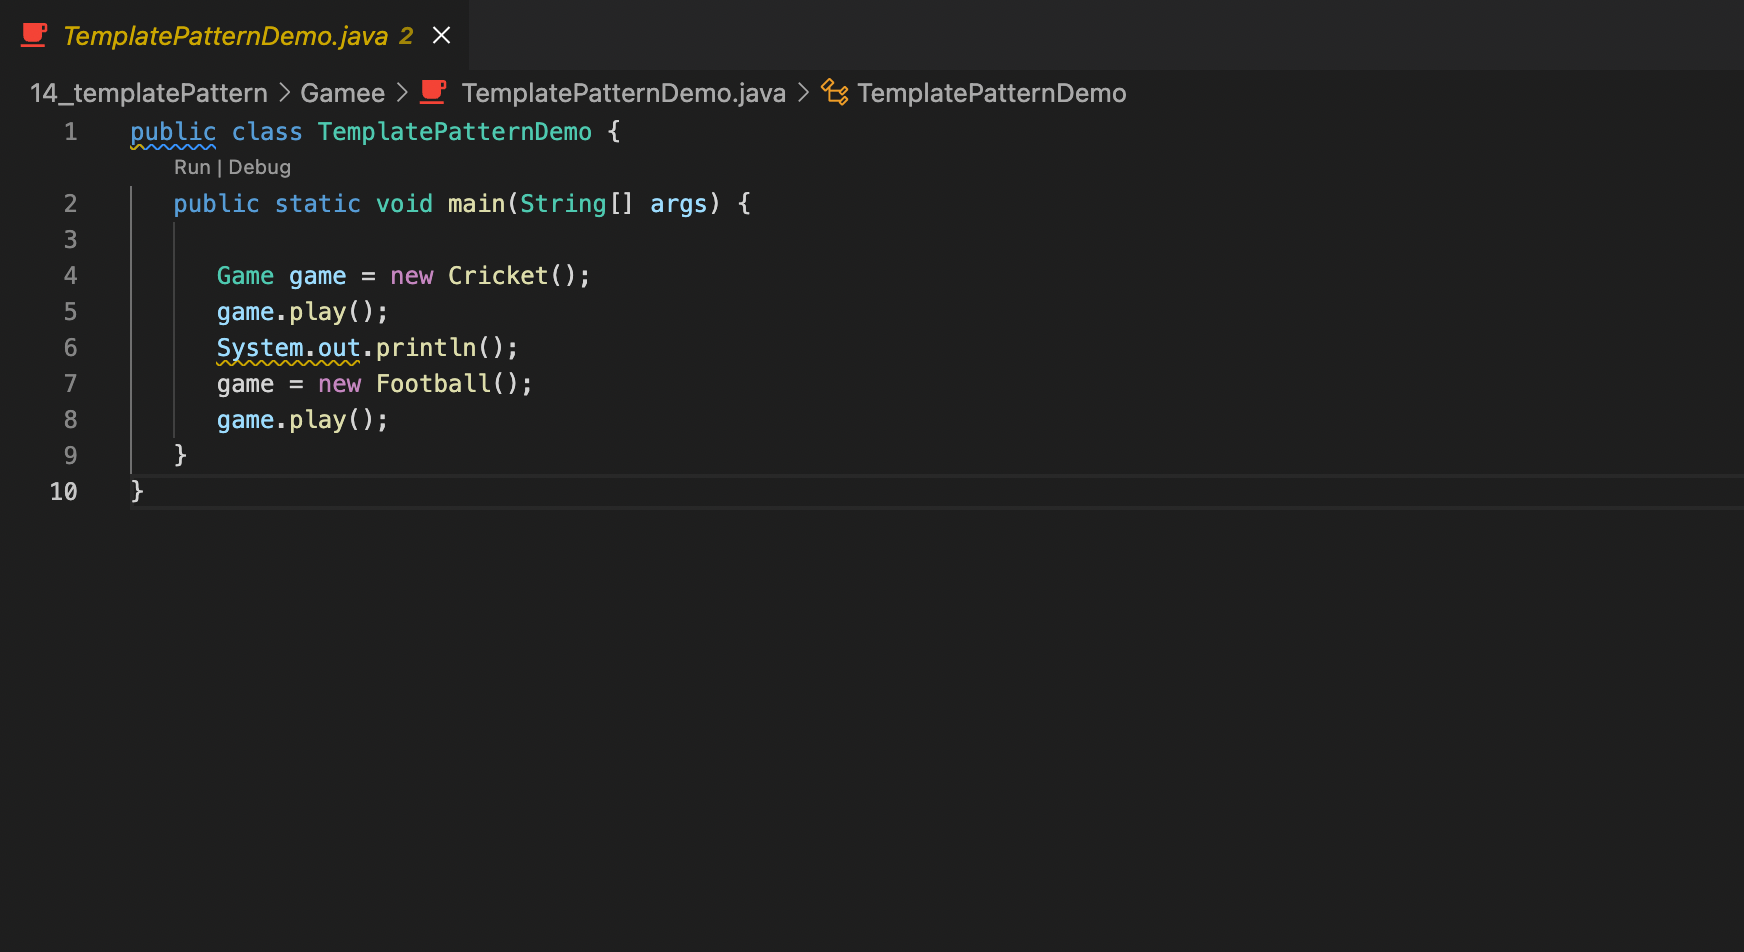 TemplatePatternDemo.java 2
14_templatePattern > Gamee > TemplatePatternDemo.java > TemplatePatternDemo
1 public class TemplatePatternDemo {
Run | Debug
2 public static void main(String[] args) {
3
4 Game game = new Cricket();
5 game.play();
6 System.out.println();
7 game = new Football();
8 game.play();
9 }
10 }